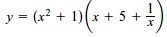 y = (x² + 1)(x + 5 + 1/x)